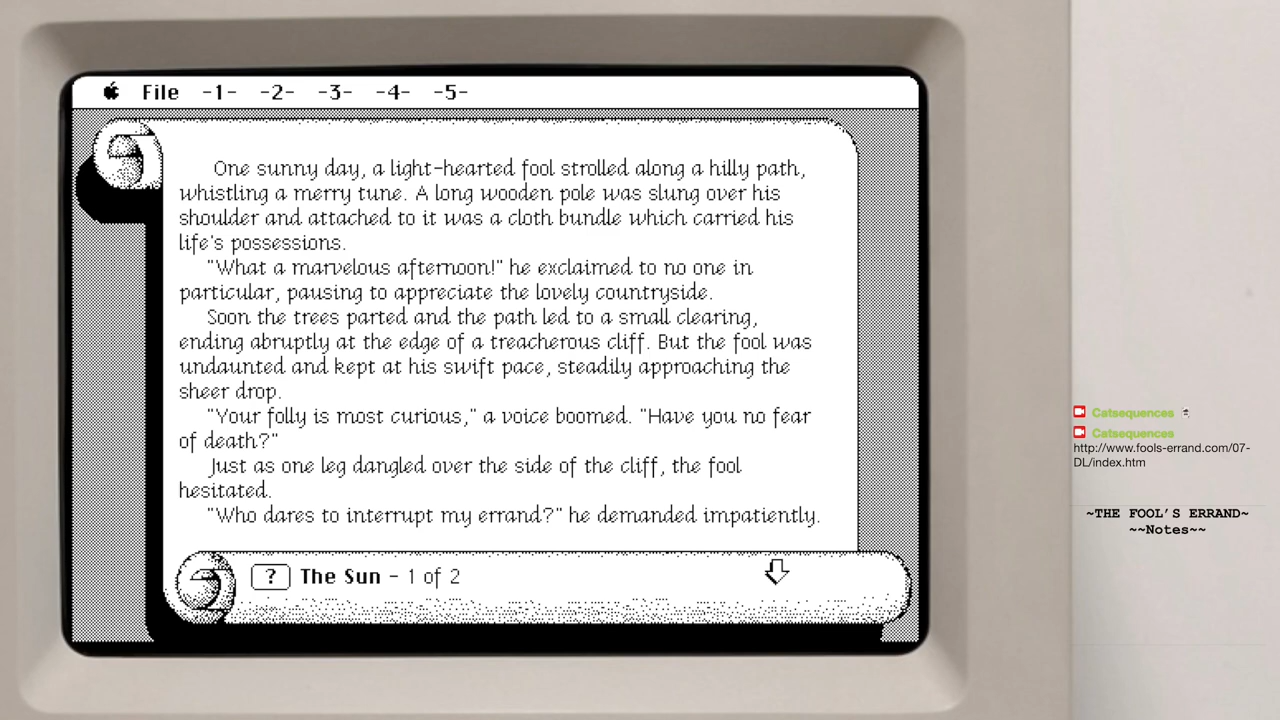 File -1- -2- -3- -4- -5-
One sunny day, a light-hearted fool strolled along a hilly path,
whistling a merry tune. A long wooden pole was slung over his
shoulder and attached to it was a cloth bundle which carried his
life's possessions.
"What a marvelous afternoon!" he exclaimed to no one in
particular, pausing to appreciate the lovely countryside.
Soon the trees parted and the path led to a small clearing,
ending abruptly at the edge of a treacherous cliff. But the fool was
undaunted and kept at his swift pace, steadily approaching the
sheer drop.
"Your folly is most curious," a voice boomed. "Have you no fear
of death?"
Just as one leg dangled over the side of the cliff, the fool
hesitated.
"Who dares to interrupt my errand?" he demanded impatiently.
? The Sun - 1 of 2
Catsequences
Catsequences
http://www.fools-errand.com/07-
DL/index.htm
~THE FOOL'S ERRAND~
~~Notes~~